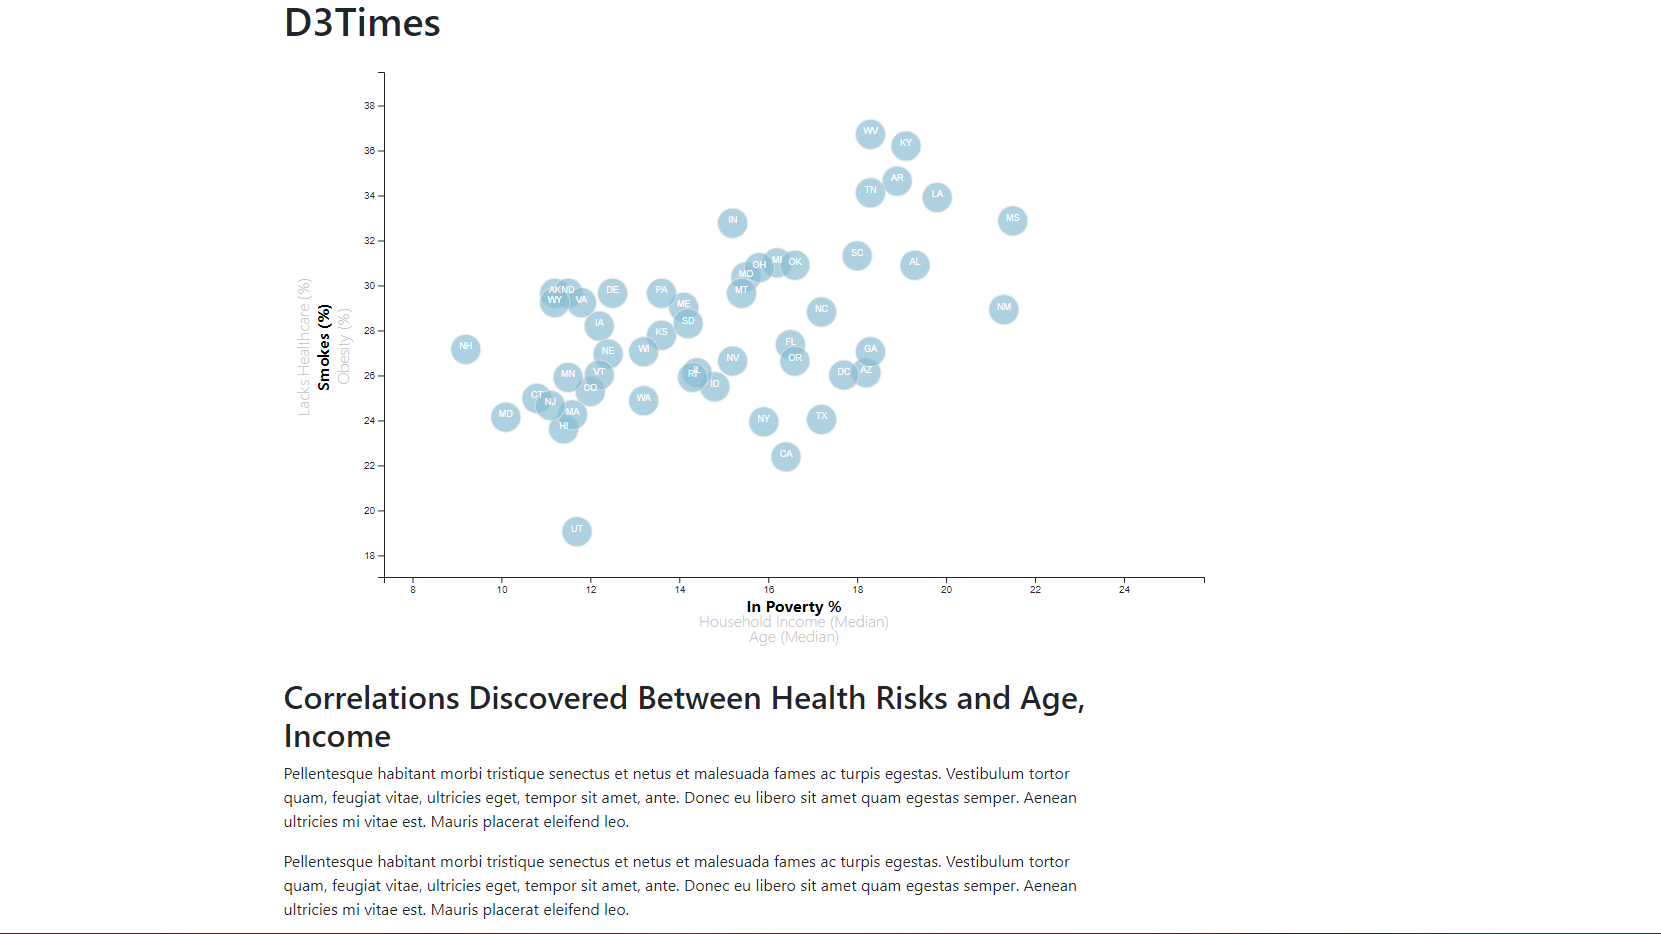 D3Times
38
36
34
32
30
28
26
24
22
20
18
Lacks Healthcare (%)
Smokes (%)
Obesity (%)
WV
KY
AR
TN
LA
MS
IN
SC
AL
MI
OK
OH
MO
MT
AK
ND
WY
VA
DE
PA
ME
SD
NC
NM
IA
KS
NH
NE
WI
NV
FL
OR
GA
DC
AZ
MN
VT
CO
RI
IL
ID
CT
NJ
WA
MD
MA
HI
NY
TX
CA
UT
8 10 12 14 16 18 20 22 24
In Poverty %
Household Income (Median)
Age (Median)
Correlations Discovered Between Health Risks and Age,
Income
Pellentesque habitant morbi tristique senectus et netus et malesuada fames ac turpis egestas. Vestibulum tortor
quam, feugiat vitae, ultricies eget, tempor sit amet, ante. Donec eu libero sit amet quam egestas semper. Aenean
ultricies mi vitae est. Mauris placerat eleifend leo.
Pellentesque habitant morbi tristique senectus et netus et malesuada fames ac turpis egestas. Vestibulum tortor
quam, feugiat vitae, ultricies eget, tempor sit amet, ante. Donec eu libero sit amet quam egestas semper. Aenean
ultricies mi vitae est. Mauris placerat eleifend leo.